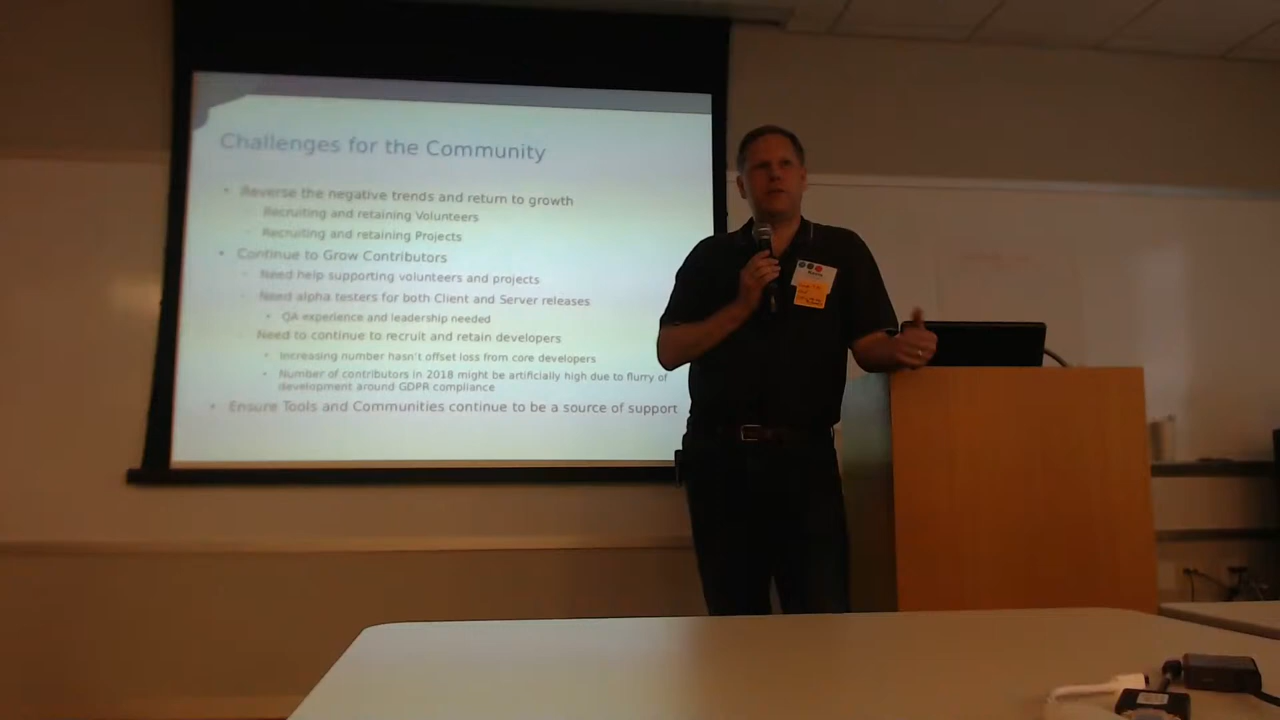 Challenges for the Community
Reverse the negative trends and return to growth
Recruiting and retaining Volunteers
Recruiting and retaining Projects
Continue to Grow Contributors
Need help supporting volunteers and projects
Need alpha testers for both Client and Server releases
QA experience and leadership needed
Need to continue to recruit and retain developers
Increasing number hasn't offset loss from core developers
Number of contributors in 2018 might be artificially high due to flurry of
development around GDPR compliance
Ensure Tools and Communities continue to be a source of support